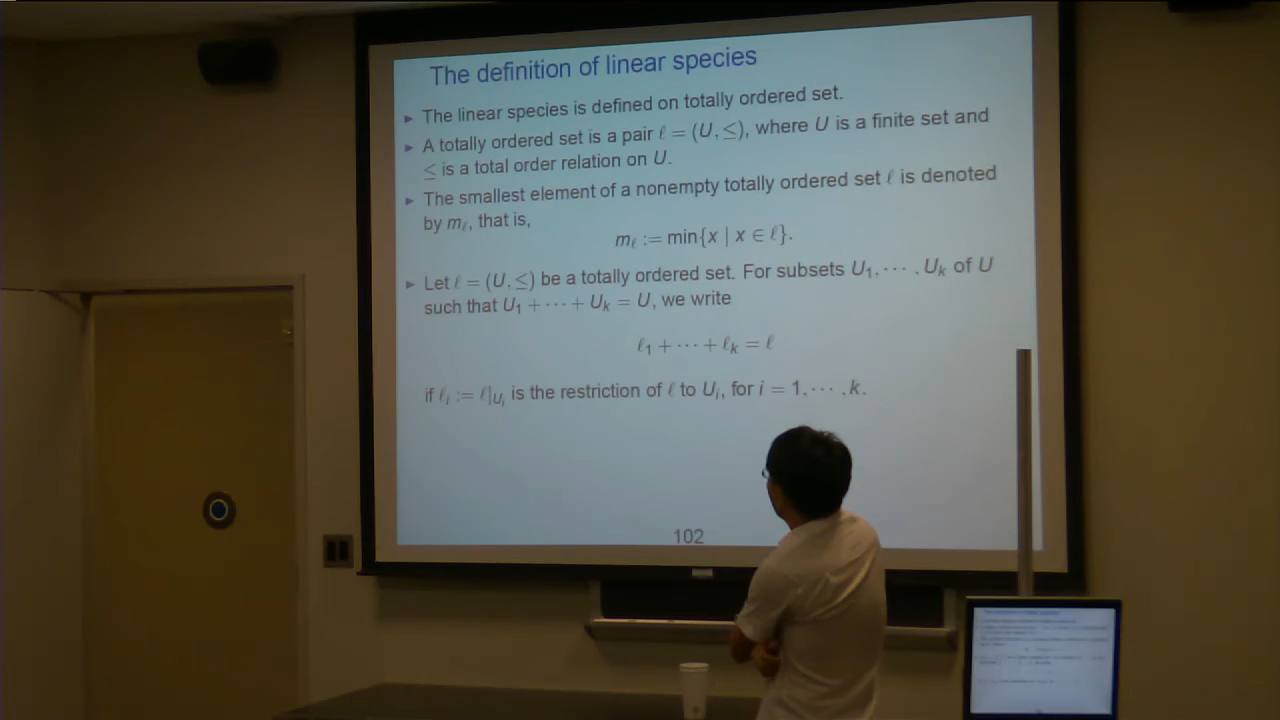 The definition of linear species
▸ The linear species is defined on totally ordered set.
▸ A totally ordered set is a pair ℓ = (U, ≤), where U is a finite set and
≤ is a total order relation on U.
▸ The smallest element of a nonempty totally ordered set ℓ is denoted
by m_ℓ, that is,
m_ℓ := min{x | x ∈ ℓ}.
▸ Let ℓ = (U, ≤) be a totally ordered set. For subsets U₁, ⋯ , U_k of U
such that U₁ + ⋯ + U_k = U, we write
ℓ₁ + ⋯ + ℓ_k = ℓ
if ℓ_i := ℓ|_{U_i} is the restriction of ℓ to U_i, for i = 1, ⋯ , k.
102